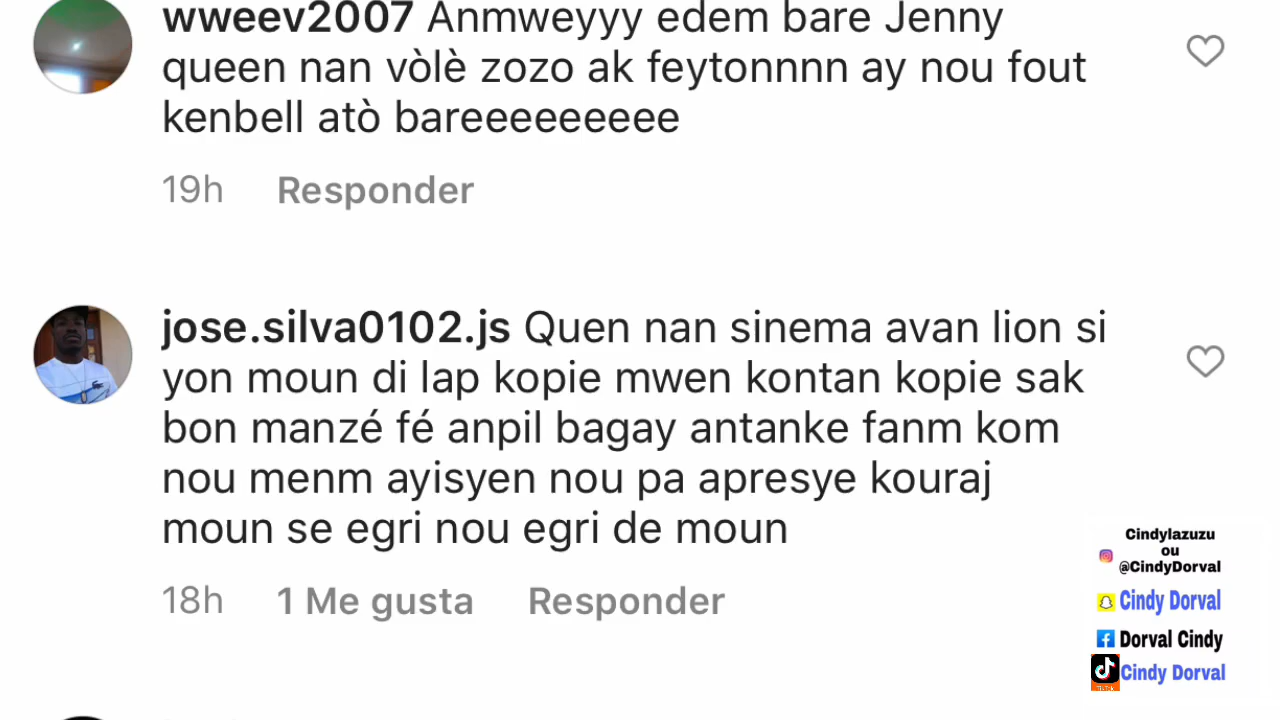 wweev2007 Anmweyyy edem bare Jenny
queen nan vòlè zozo ak feytonnnn ay nou fout
kenbell atò bareeeeeeeeee
19h Responder
jose.silva0102.js Quen nan sinema avan lion si
yon moun di lap kopie mwen kontan kopie sak
bon manzé fé anpil bagay antanke fanm kom
nou menm ayisyen nou pa apresye kouraj
moun se egri nou egri de moun
18h 1 Me gusta Responder
Cindylazuzu
ou
@CindyDorval
Cindy Dorval
Dorval Cindy
Cindy Dorval